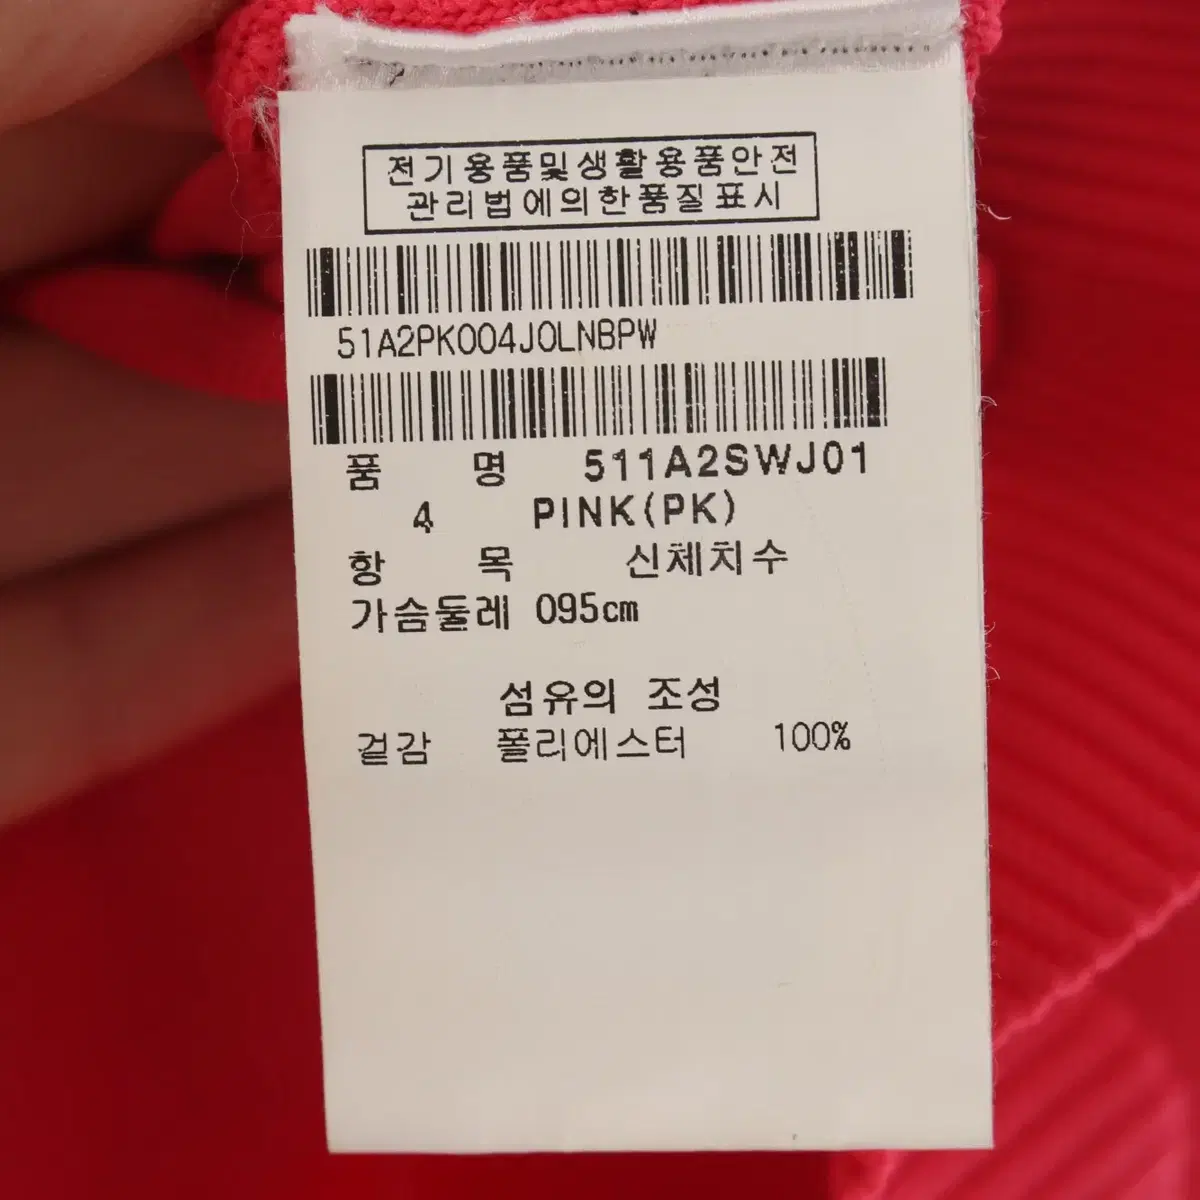 전기용품및생활용품안전
관리법에의한품질표시
51A2PK004J0LNBPW
품 명 511A2SWJ01
4 PINK(PK)
항 목 신체치수
가슴둘레 095cm
섬유의 조성
겉감 폴리에스터 100%